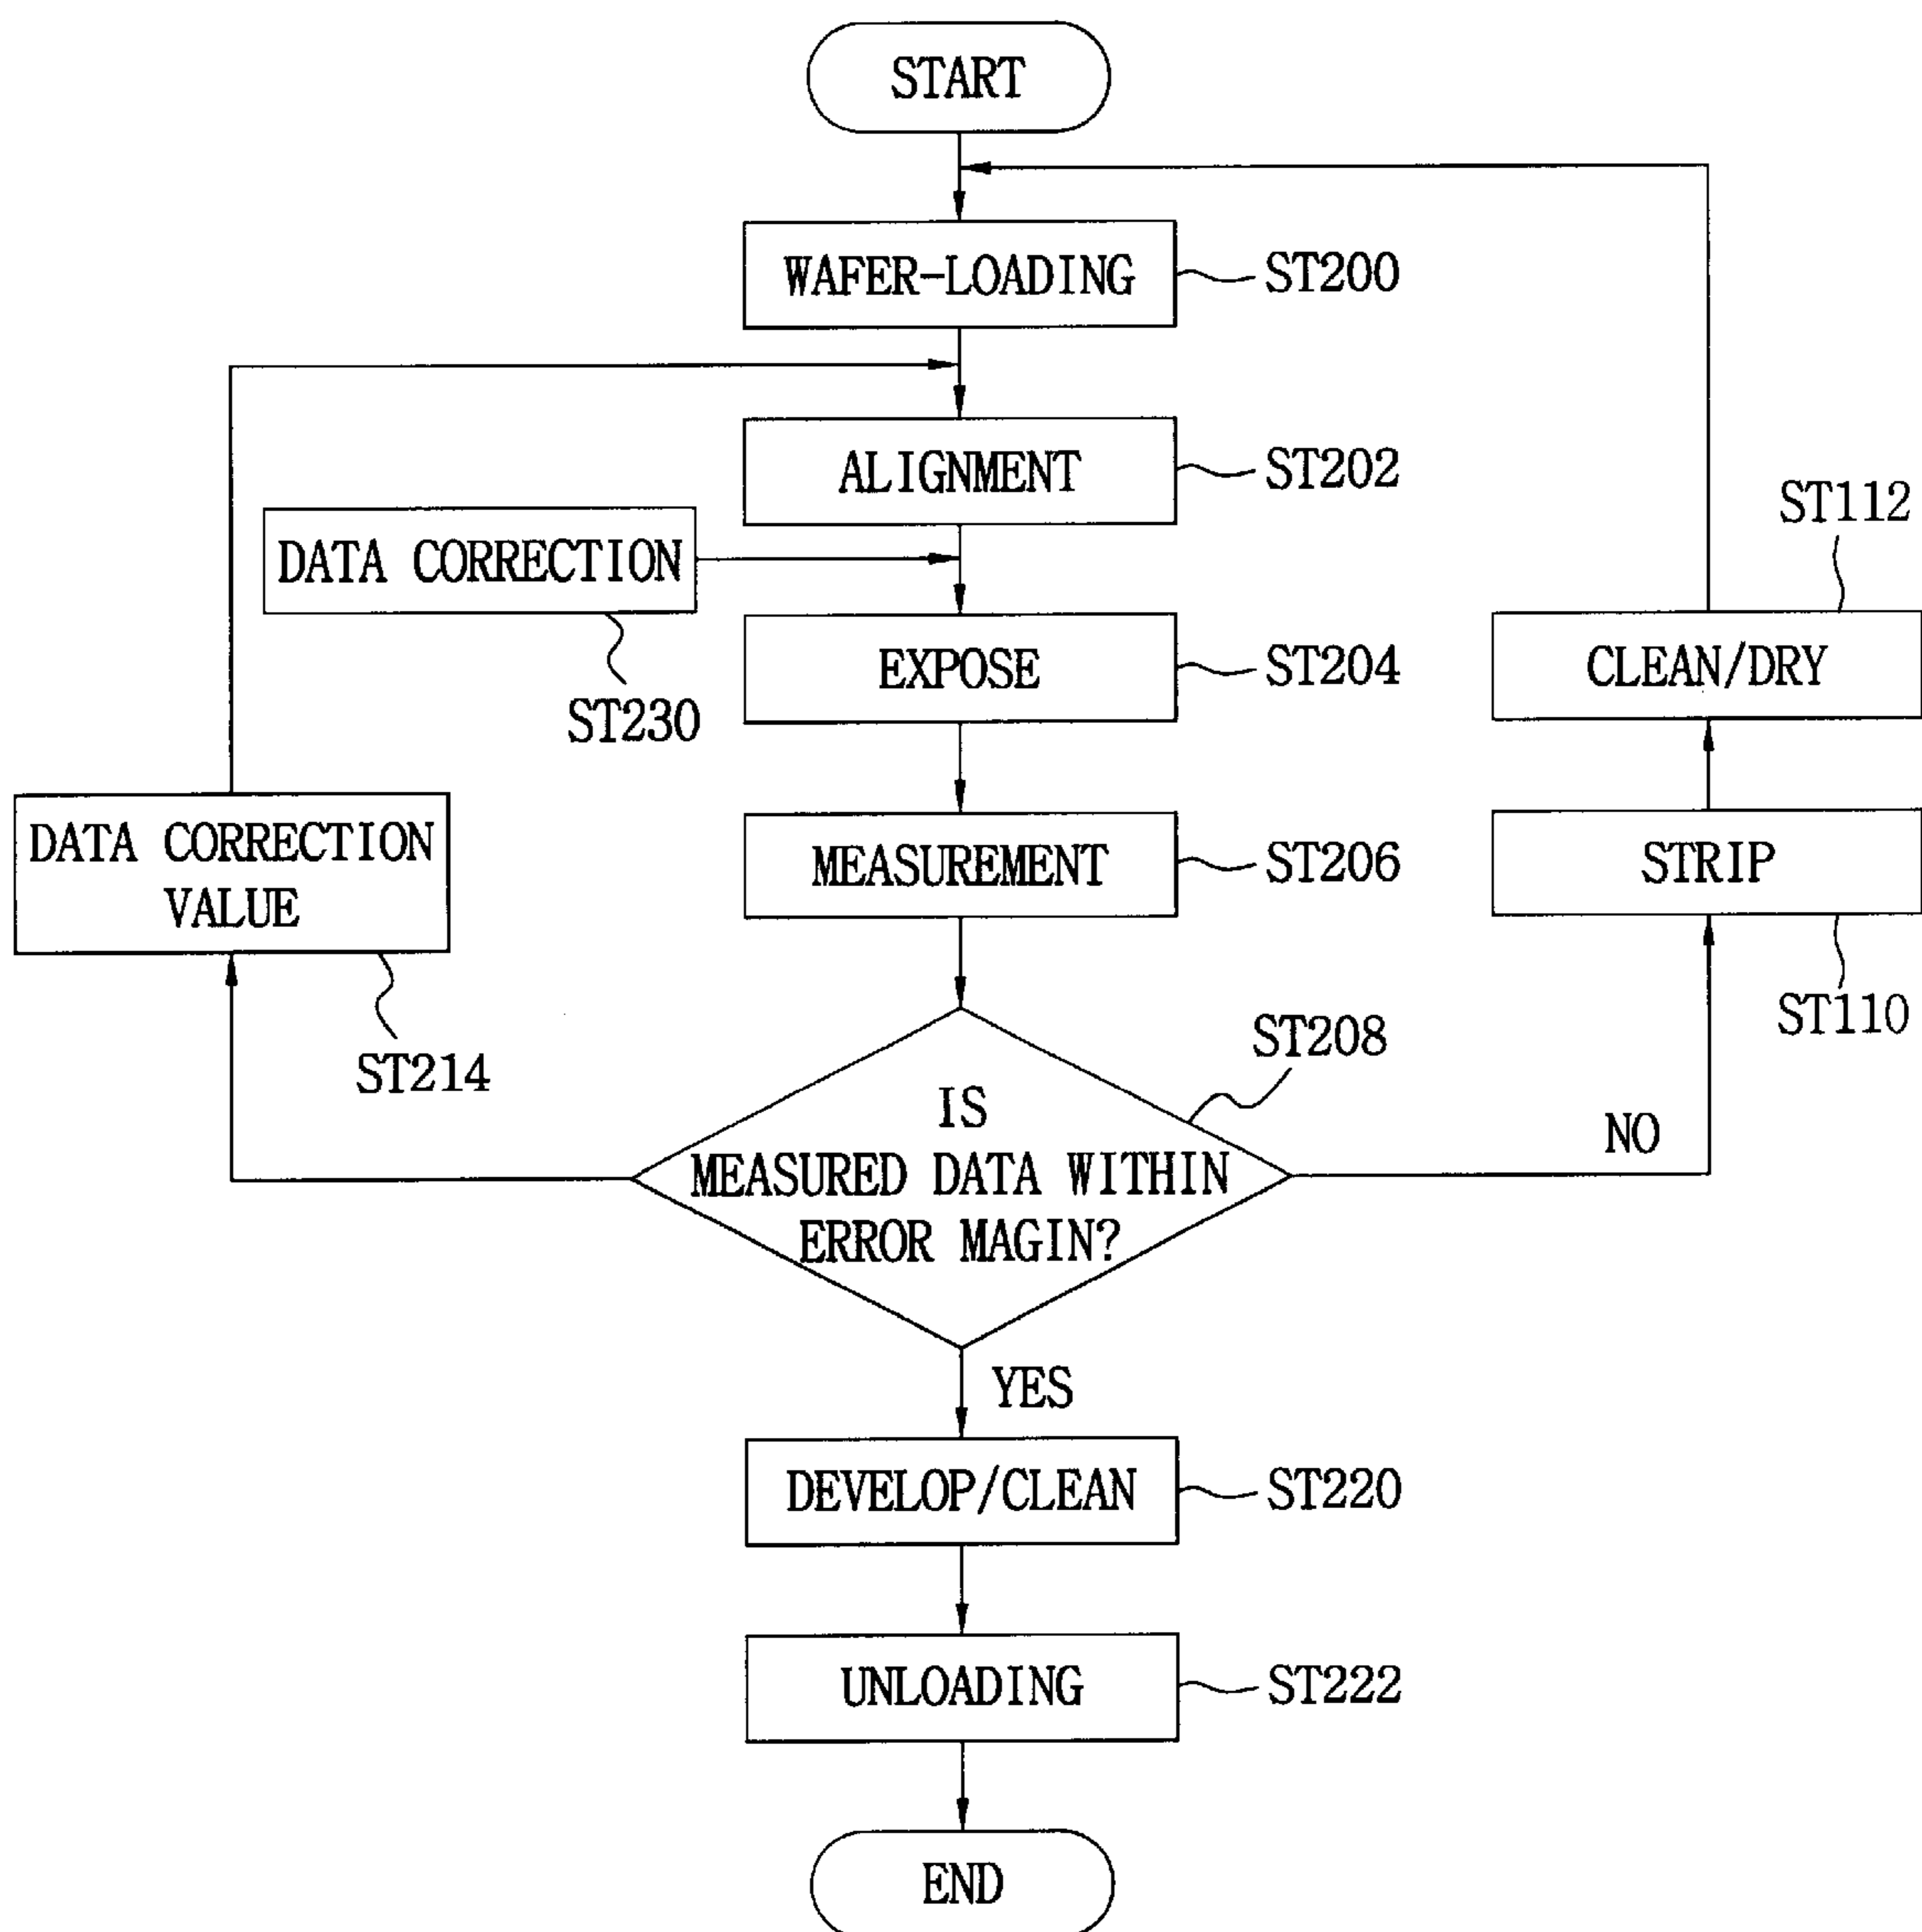 START
WAFER-LOADING
ST200
ALIGNMENT
ST202
ST112
DATA CORRECTION
EXPOSE
ST204
CLEAN/DRY
ST230
DATA CORRECTION
VALUE
MEASUREMENT
ST206
STRIP
ST110
ST214
ST208
IS
MEASURED DATA WITHIN
ERROR MAGIN?
NO
YES
DEVELOP/CLEAN
ST220
UNLOADING
ST222
END